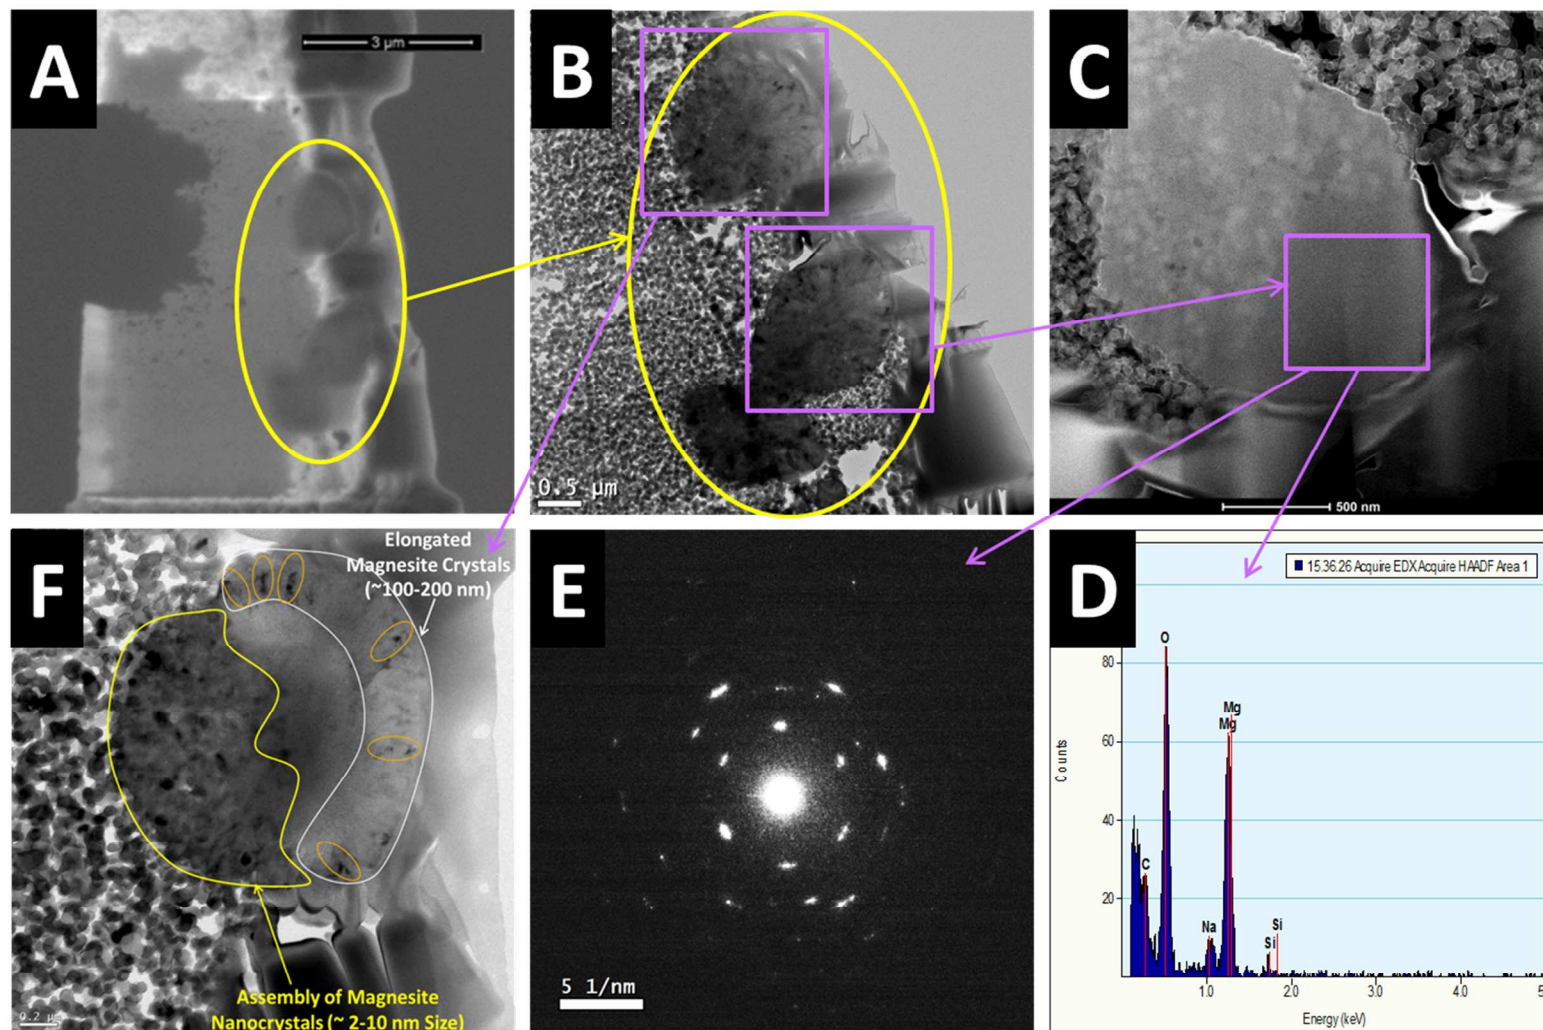 A
3 µm
B
0.5 µm
C
500 nm
F
Elongated
Magnesite Crystals
(~100-200 nm)
Assembly of Magnesite
Nanocrystals (~ 2-10 nm Size)
0.2 µm
E
5 1/nm
D
15.36.26 Acquire EDX Acquire HAADF Area 1
Counts
80
60
40
20
C
O
Na
Mg
Mg
Si
Si
1.0
2.0
3.0
4.0
5
Energy (keV)